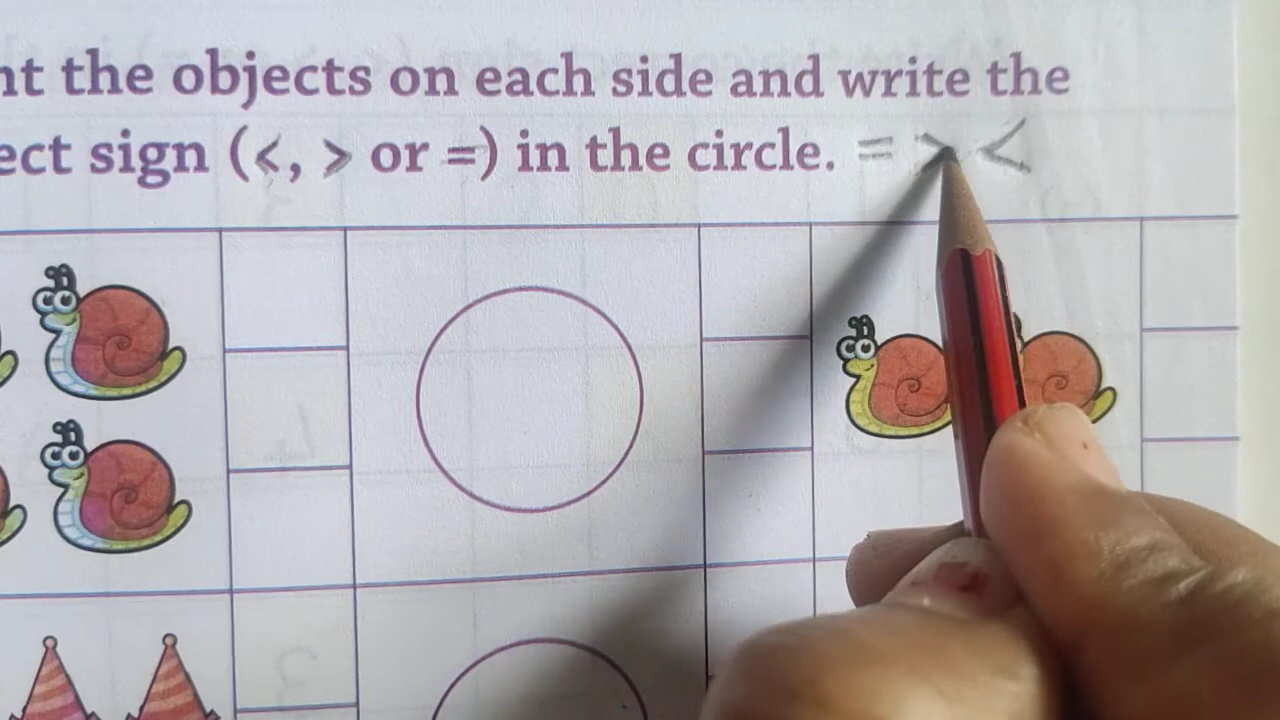 nt the objects on each side and write the
ect sign (<, > or =) in the circle. = > <